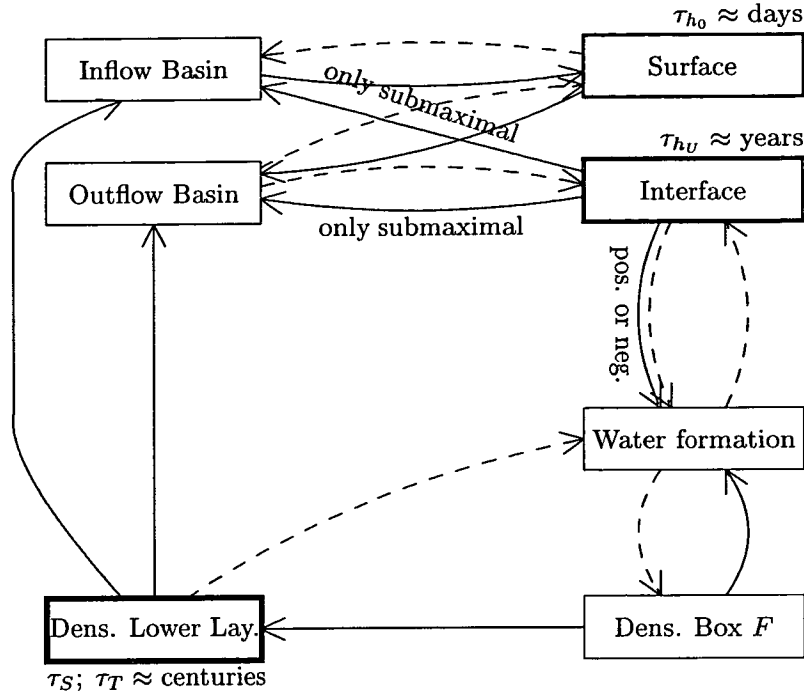 τ_{h_0} ≈ days
Inflow Basin
Surface
only submaximal
τ_{h_U} ≈ years
Outflow Basin
Interface
only submaximal
pos. or neg.
Water formation
Dens. Lower Lay.
Dens. Box F
τ_S; τ_T ≈ centuries